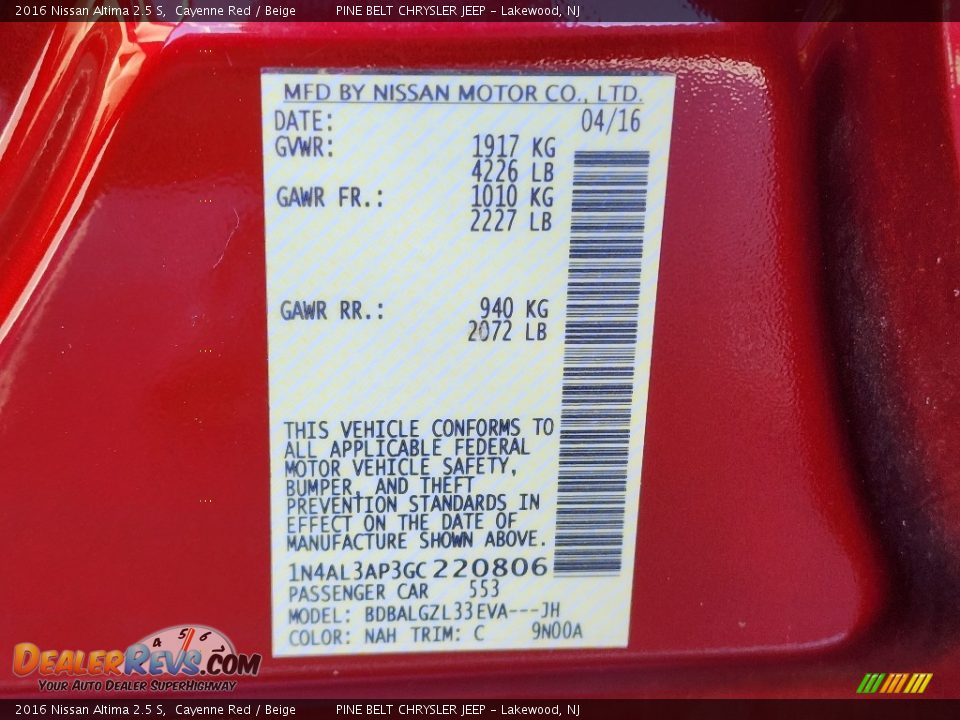 2016 Nissan Altima 2.5 S, Cayenne Red / Beige PINE BELT CHRYSLER JEEP - Lakewood, NJ
MFD BY NISSAN MOTOR CO., LTD.
DATE: 04/16
GVWR: 1917 KG
4226 LB
GAWR FR.: 1010 KG
2227 LB
GAWR RR.: 940 KG
2072 LB
THIS VEHICLE CONFORMS TO
ALL APPLICABLE FEDERAL
MOTOR VEHICLE SAFETY,
BUMPER, AND THEFT
PREVENTION STANDARDS IN
EFFECT ON THE DATE OF
MANUFACTURE SHOWN ABOVE.
1N4AL3AP3GC220806
PASSENGER CAR 553
MODEL: BDBALGZL33EVA---JH
COLOR: NAH TRIM: C 9N00A
4 5 6
DEALERREVS.COM
YOUR AUTO DEALER SUPERHIGHWAY
2016 Nissan Altima 2.5 S, Cayenne Red / Beige PINE BELT CHRYSLER JEEP - Lakewood, NJ